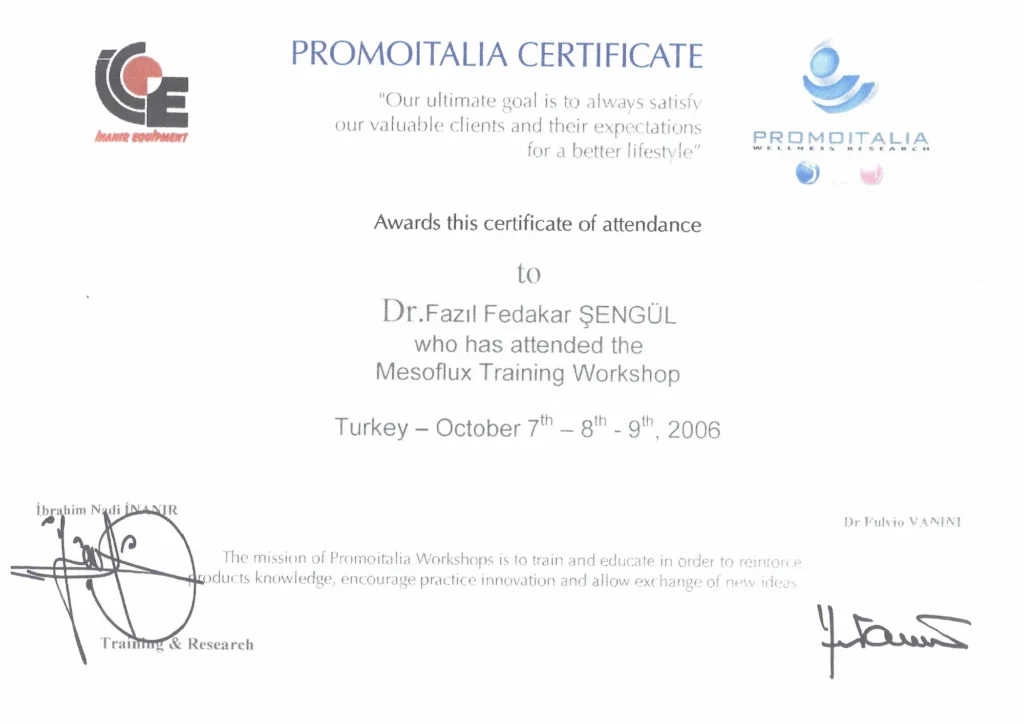 PROMOITALIA CERTIFICATE
İNANIR EQUİPMENT
"Our ultimate goal is to always satisfy
our valuable clients and their expectations
for a better lifestyle"
PROMOITALIA
WELLNESS RESEARCH
Awards this certificate of attendance
to
Dr.Fazıl Fedakar ŞENGÜL
who has attended the
Mesoflux Training Workshop
Turkey – October 7th – 8th - 9th, 2006
İbrahim Nadi İNANIR
Dr Fulvio VANINI
The mission of Promoitalia Workshops is to train and educate in order to reinforce
products knowledge, encourage practice innovation and allow exchange of new ideas
Training & Research